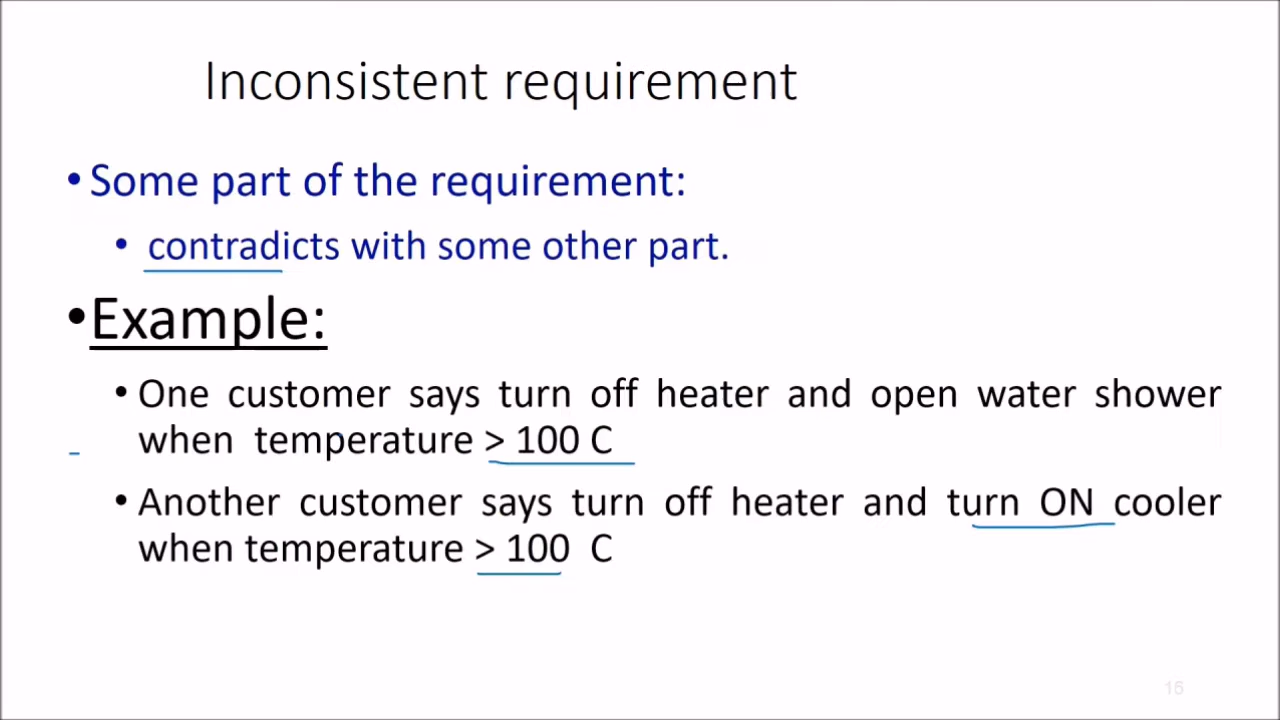 Inconsistent requirement
• Some part of the requirement:
• contradicts with some other part.
• Example:
• One customer says turn off heater and open water shower
when temperature > 100 C
• Another customer says turn off heater and turn ON cooler
when temperature > 100 C
15